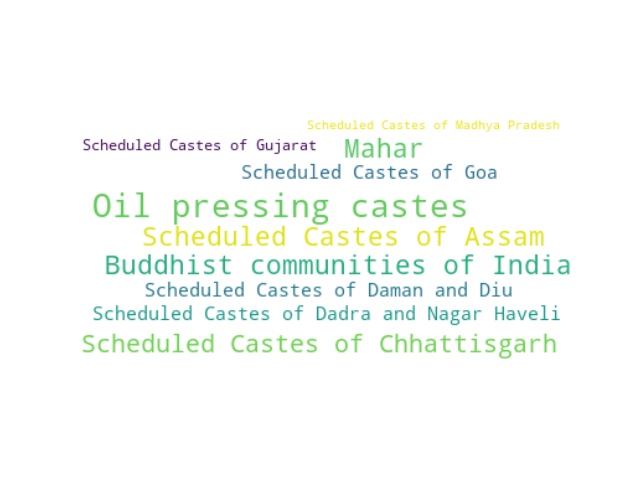 Scheduled Castes of Madhya Pradesh
Scheduled Castes of Gujarat
Mahar
Scheduled Castes of Goa
Oil pressing castes
Scheduled Castes of Assam
Buddhist communities of India
Scheduled Castes of Daman and Diu
Scheduled Castes of Dadra and Nagar Haveli
Scheduled Castes of Chhattisgarh